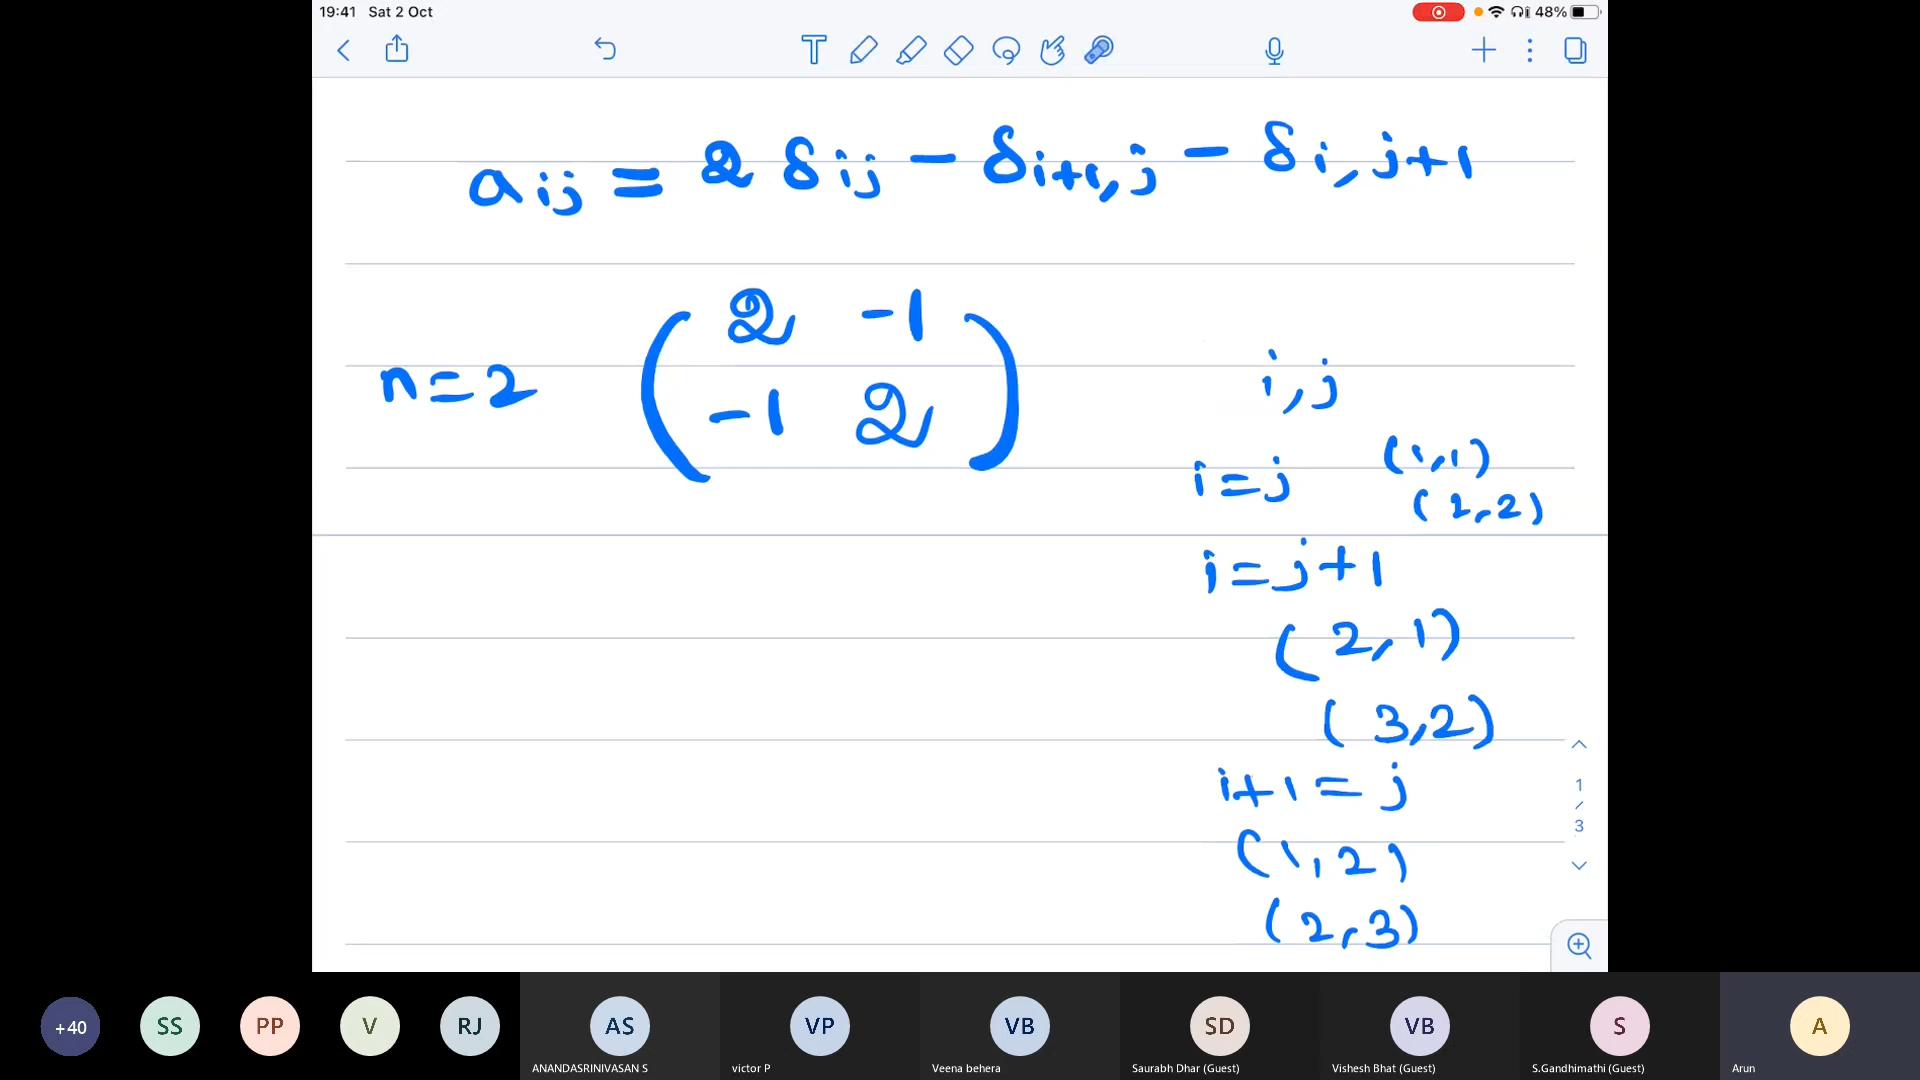 19:41 Sat 2 Oct 48%
T
aij = 2 δij − δi+1,j − δi,j+1
n=2 ( 2 -1
-1 2 )
i,j
i=j (1,1)
(2,2)
i=j+1
(2,1)
(3,2)
i+1=j
(1,2)
(2,3)
1
/
3
+40 SS PP V RJ AS VP VB SD VB S A
ANANDASRINIVASAN S victor P Veena behera Saurabh Dhar (Guest) Vishesh Bhat (Guest) S.Gandhimathi (Guest) Arun